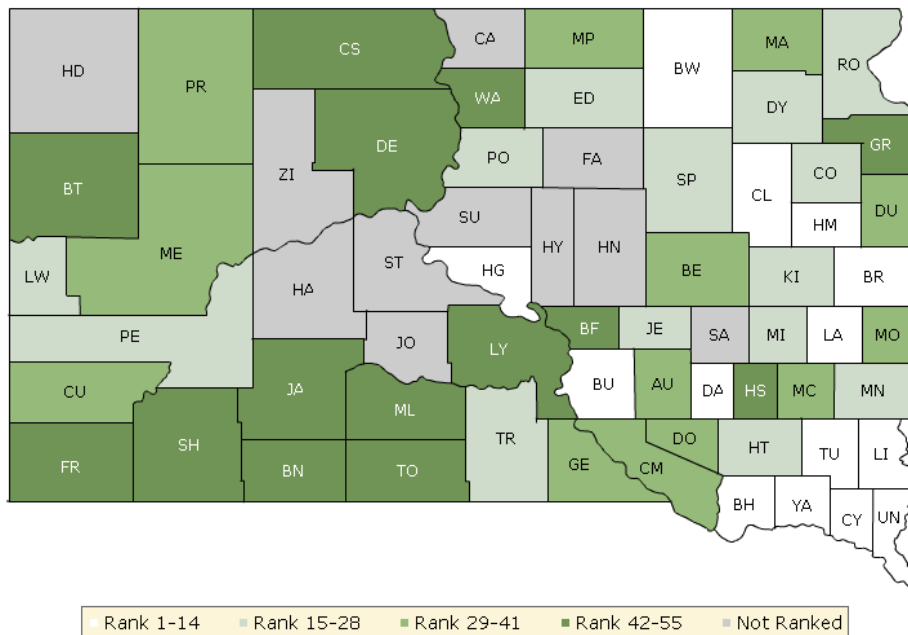 CS CA MP BW MA RO
HD PR WA ED DY
BT ZI DE PO FA SP CL CO GR
ME SU HY HN HM DU
LW ST HG BE KI BR
HA
PE JO LY BF JE SA MI LA MO
CU JA BU AU DA HS MC MN
ML
SH TR DO HT TU LI
FR BN TO GE CM
BH YA CY UN
Rank 1-14 Rank 15-28 Rank 29-41 Rank 42-55 Not Ranked